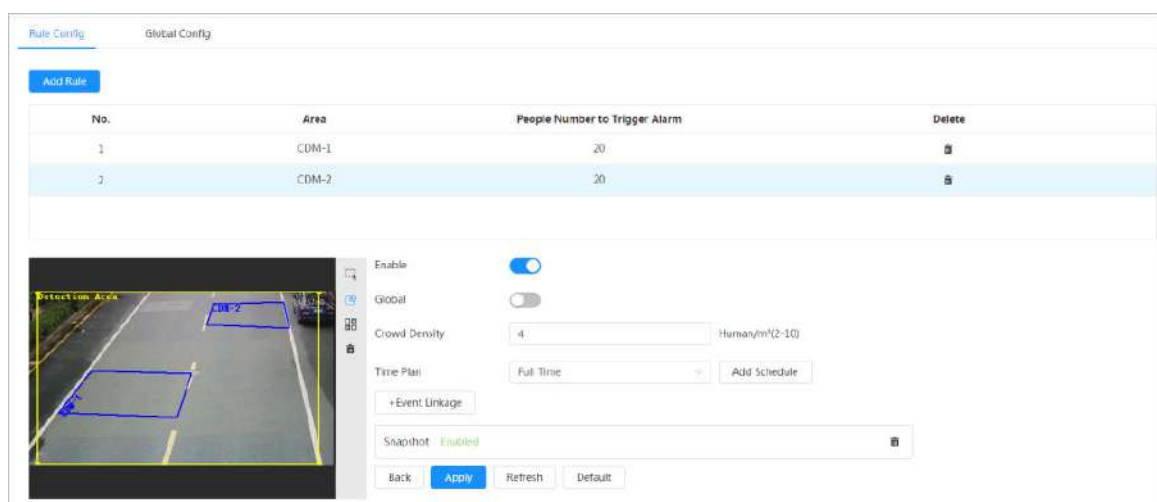 Rule Config Global Config
Add Rule
No. Area People Number to Trigger Alarm Delete
1 CDM-1 20
2 CDM-2 20
Detection Area
CDM-2
Enable
Global
Crowd Density 4 Human/m²(2-10)
Time Plan Full Time Add Schedule
+Event Linkage
Snapshot Enabled
Back Apply Refresh Default